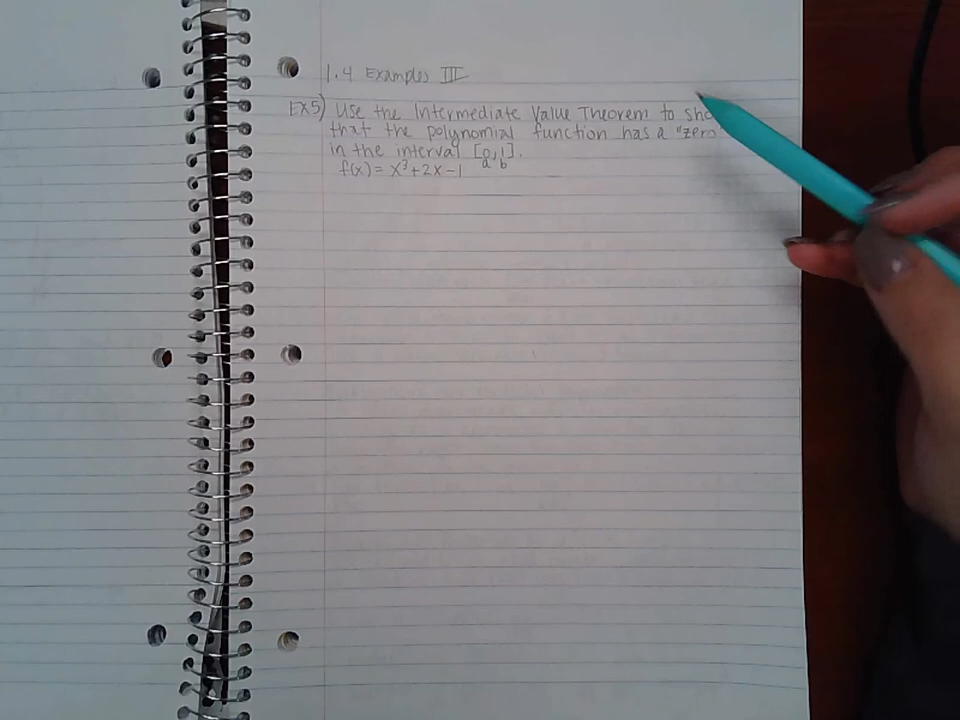 1.4 Examples III
EX5) Use the Intermediate Value Theorem to sho
that the polynomial function has a "zero"
in the interval [0,1].
a b
f(x) = x³+2x-1